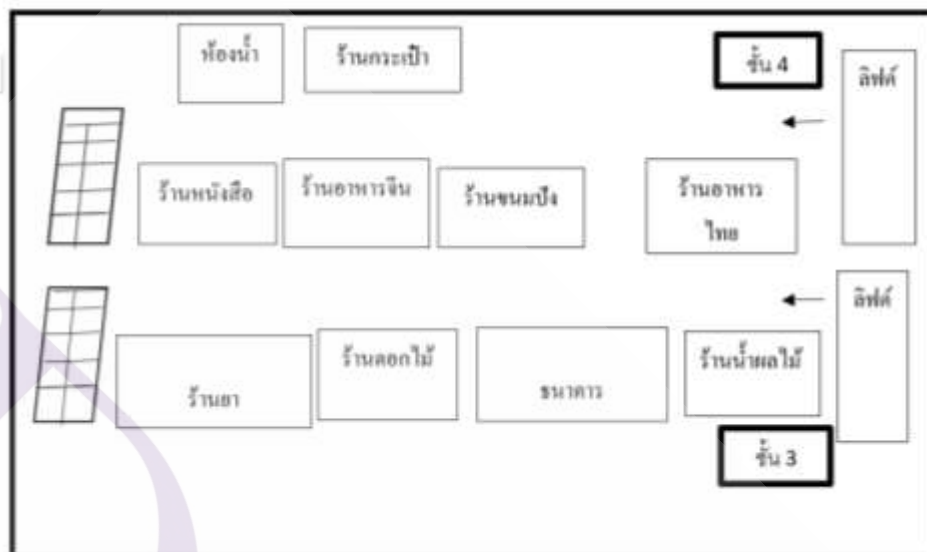 ห้องน้ำ
ร้านกระเป๋า
ชั้น 4
ลิฟต์
ร้านหนังสือ
ร้านอาหารจีน
ร้านขนมปัง
ร้านอาหาร
ไทย
ลิฟต์
ร้านยา
ร้านดอกไม้
ธนาคาร
ร้านน้ำผลไม้
ชั้น 3